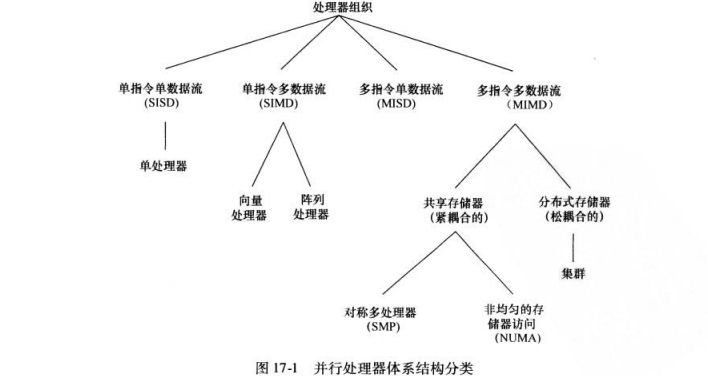 处理器组织
单指令单数据流
(SISD)
单指令多数据流
(SIMD)
多指令单数据流
(MISD)
多指令多数据流
(MIMD)
单处理器
向量
处理器
阵列
处理器
共享存储器
(紧耦合的)
分布式存储器
(松耦合的)
集群
对称多处理器
(SMP)
非均匀的存
储器访问
(NUMA)
图 17-1 并行处理器体系结构分类